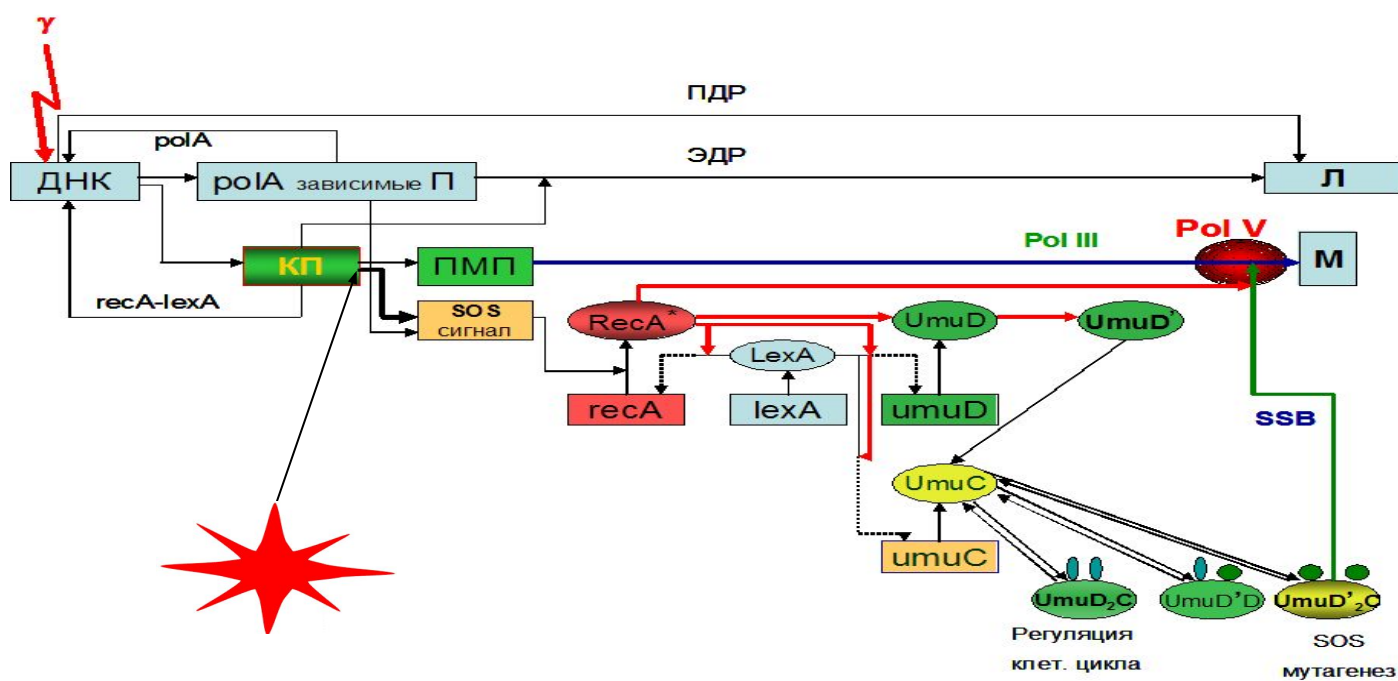 γ
ПДР
polA
ЭДР
ДНК
polA зависимые П
Л
Pol V
Pol III
М
КП
ПМП
recA-lexA
SOS
сигнал
RecA*
UmuD
UmuD'
LexA
recA
lexA
umuD
SSB
UmuC
umuC
UmuD₂C
UmuD'D
UmuD'₂C
Регуляция
клет. цикла
SOS
мутагенез